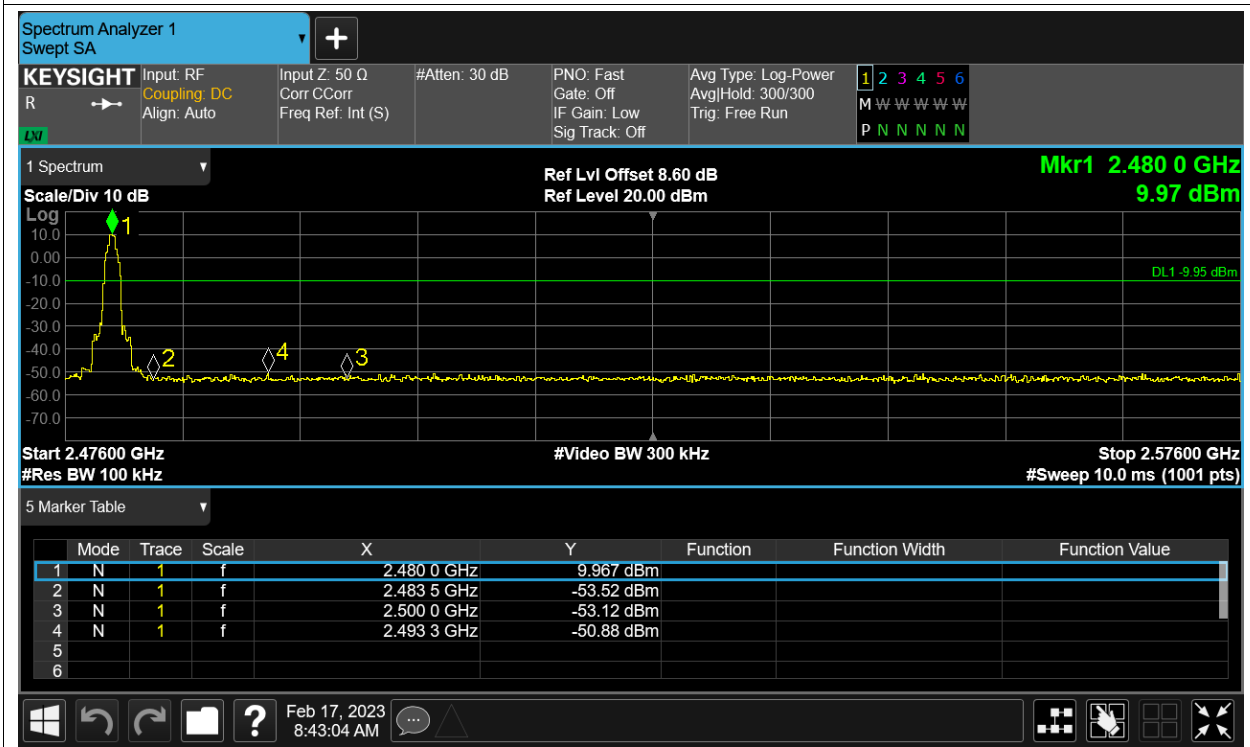 Spectrum Analyzer 1
Swept SA
+
KEYSIGHT Input: RF Input Z: 50 Ω #Atten: 30 dB PNO: Fast Avg Type: Log-Power 1 2 3 4 5 6
R Coupling: DC Corr CCorr Gate: Off Avg|Hold: 300/300 M W W W W W
Align: Auto Freq Ref: Int (S) IF Gain: Low Trig: Free Run
LXI Sig Track: Off P N N N N N
1 Spectrum Ref Lvl Offset 8.60 dB Mkr1 2.480 0 GHz
Scale/Div 10 dB Ref Level 20.00 dBm 9.97 dBm
Log
1
10.0
0.00
DL1 -9.95 dBm
-10.0
-20.0
-30.0
-40.0
2 4 3
-50.0
-60.0
-70.0
Start 2.47600 GHz #Video BW 300 kHz Stop 2.57600 GHz
#Res BW 100 kHz #Sweep 10.0 ms (1001 pts)
5 Marker Table
Mode Trace Scale X Y Function Function Width Function Value
1 N 1 f 2.480 0 GHz 9.967 dBm
2 N 1 f 2.483 5 GHz -53.52 dBm
3 N 1 f 2.500 0 GHz -53.12 dBm
4 N 1 f 2.493 3 GHz -50.88 dBm
5
6
? Feb 17, 2023
8:43:04 AM